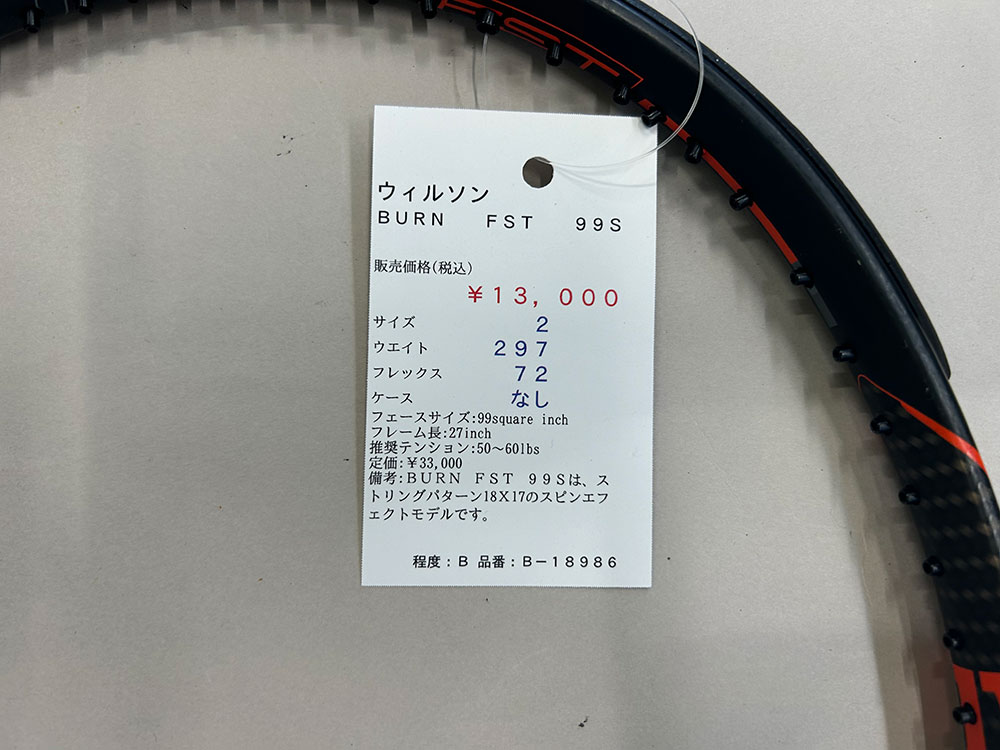 FST
ウィルソン
ＢＵＲＮ　ＦＳＴ　９９Ｓ
販売価格(税込)
￥１３，０００
サイズ　２
ウエイト　２９７
フレックス　７２
ケース　なし
フェースサイズ:99square inch
フレーム長:27inch
推奨テンション:50～60lbs
定価:￥33,000
備考:ＢＵＲＮ　ＦＳＴ　９９Ｓは、ス
トリングパターン18Ｘ17のスピンエフ
ェクトモデルです。
程度：Ｂ 品番：Ｂ－１８９８６